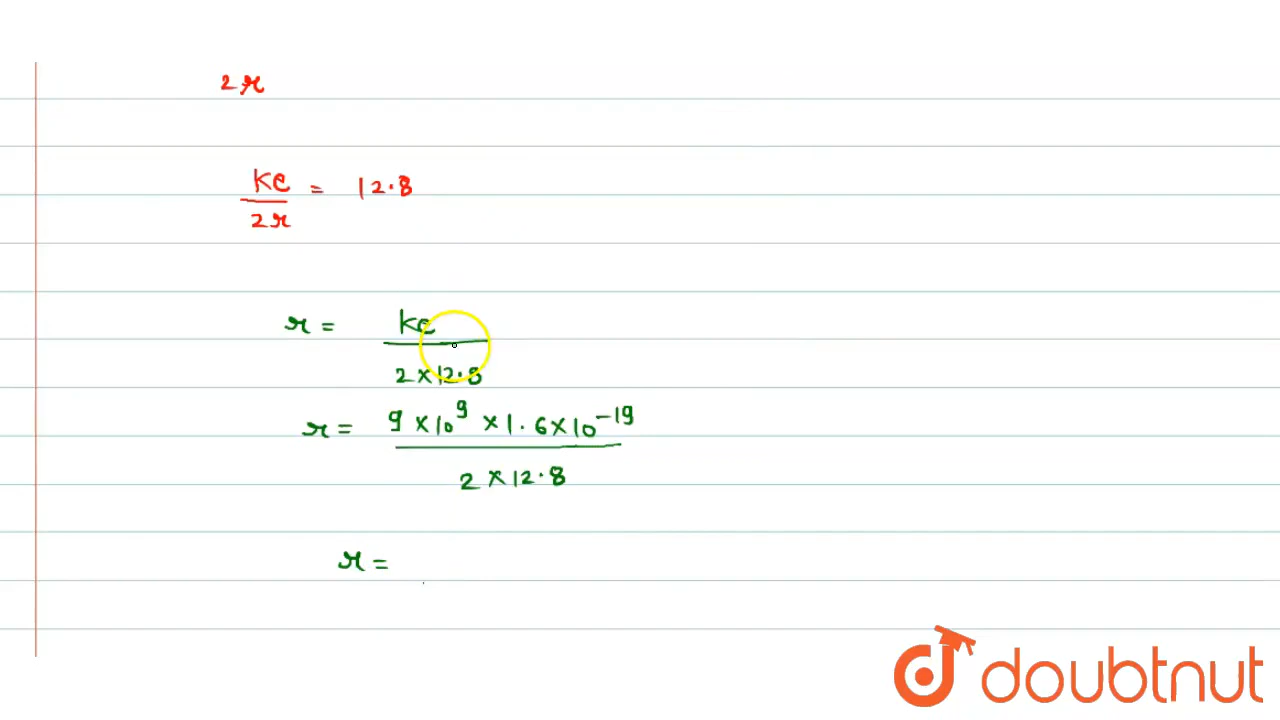 2r
ke/2r = 12.8
r = ke/2×12.8
r = 9×10^9×1.6×10^-19/2×12.8
r =
doubtnut